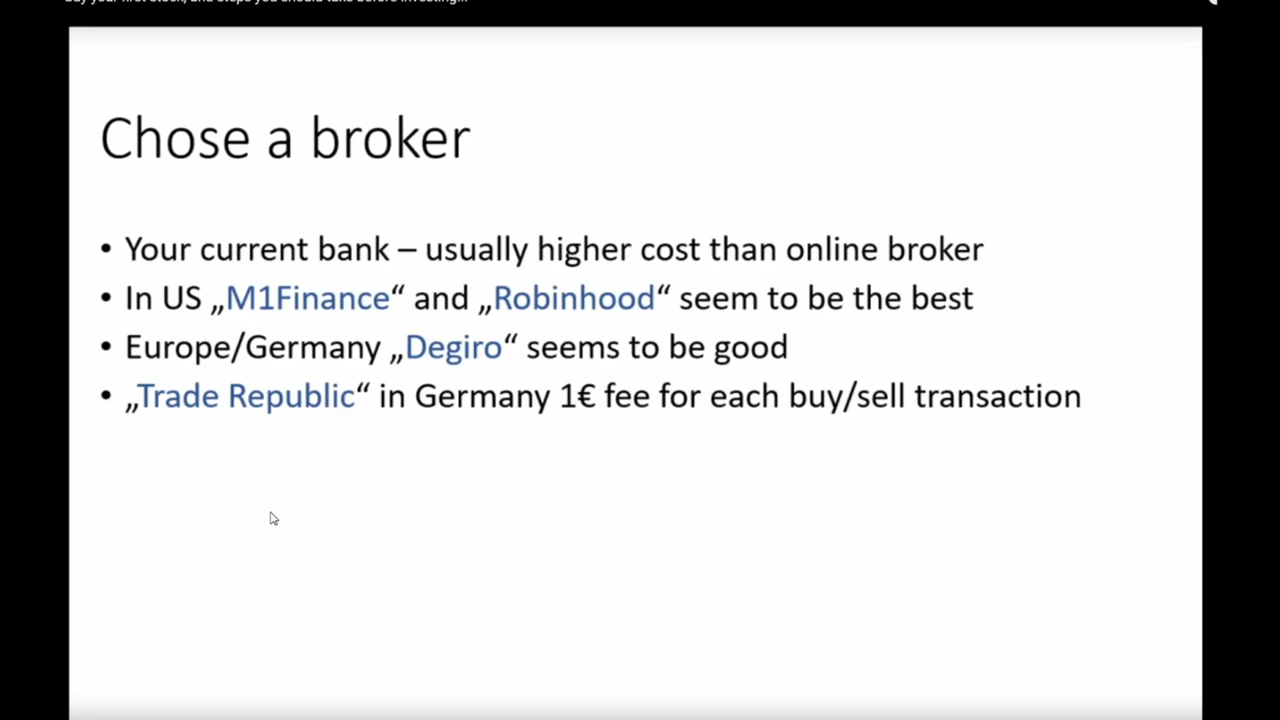 Chose a broker
• Your current bank – usually higher cost than online broker
• In US „M1Finance“ and „Robinhood“ seem to be the best
• Europe/Germany „Degiro“ seems to be good
• „Trade Republic“ in Germany 1€ fee for each buy/sell transaction